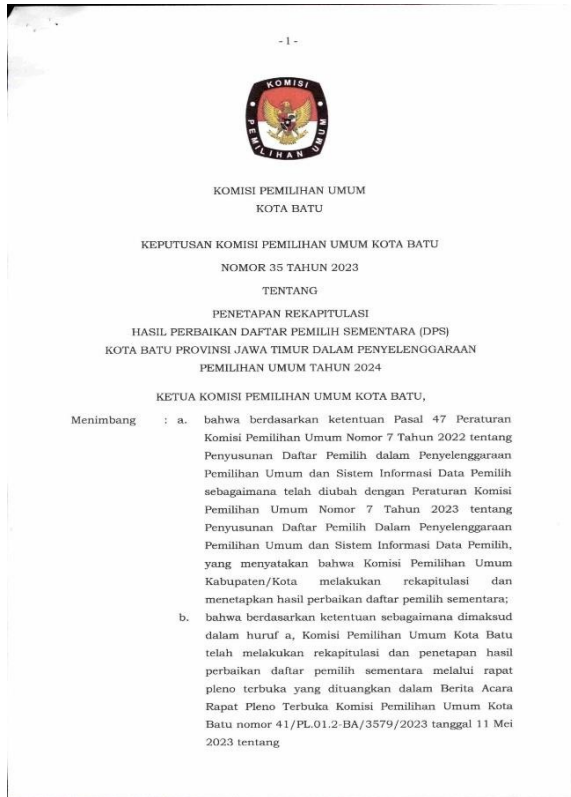 - 1 -
KOMISI
PEMILIHAN UMUM
KOMISI PEMILIHAN UMUM
KOTA BATU
KEPUTUSAN KOMISI PEMILIHAN UMUM KOTA BATU
NOMOR 35 TAHUN 2023
TENTANG
PENETAPAN REKAPITULASI
HASIL PERBAIKAN DAFTAR PEMILIH SEMENTARA (DPS)
KOTA BATU PROVINSI JAWA TIMUR DALAM PENYELENGGARAAN
PEMILIHAN UMUM TAHUN 2024
KETUA KOMISI PEMILIHAN UMUM KOTA BATU,
Menimbang : a. bahwa berdasarkan ketentuan Pasal 47 Peraturan
Komisi Pemilihan Umum Nomor 7 Tahun 2022 tentang
Penyusunan Daftar Pemilih dalam Penyelenggaraan
Pemilihan Umum dan Sistem Informasi Data Pemilih
sebagaimana telah diubah dengan Peraturan Komisi
Pemilihan Umum Nomor 7 Tahun 2023 tentang
Penyusunan Daftar Pemilih Dalam Penyelenggaraan
Pemilihan Umum dan Sistem Informasi Data Pemilih,
yang menyatakan bahwa Komisi Pemilihan Umum
Kabupaten/Kota melakukan rekapitulasi dan
menetapkan hasil perbaikan daftar pemilih sementara;
b. bahwa berdasarkan ketentuan sebagaimana dimaksud
dalam huruf a, Komisi Pemilihan Umum Kota Batu
telah melakukan rekapitulasi dan penetapan hasil
perbaikan daftar pemilih sementara melalui rapat
pleno terbuka yang dituangkan dalam Berita Acara
Rapat Pleno Terbuka Komisi Pemilihan Umum Kota
Batu nomor 41/PL.01.2-BA/3579/2023 tanggal 11 Mei
2023 tentang